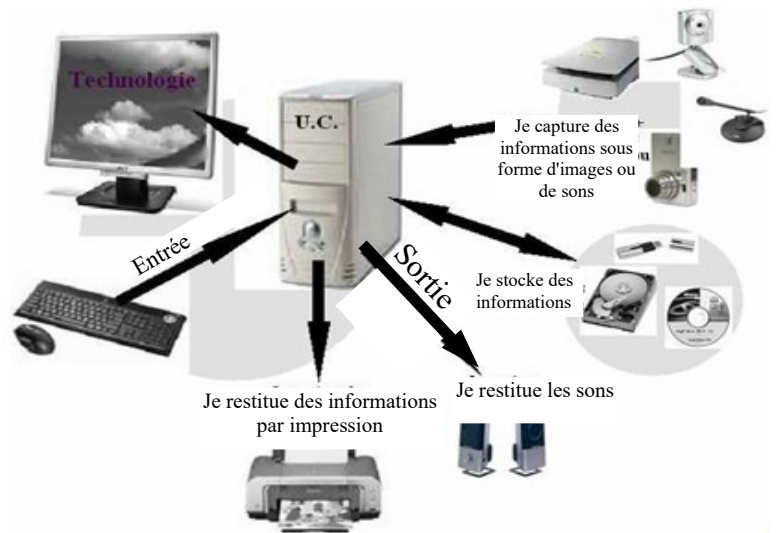 Technologie
U.C.
Je capture des
informations sous
forme d'images ou
de sons
Entrée
Sortie
Je stocke des
informations
Je restitue des informations
par impression
Je restitue les sons